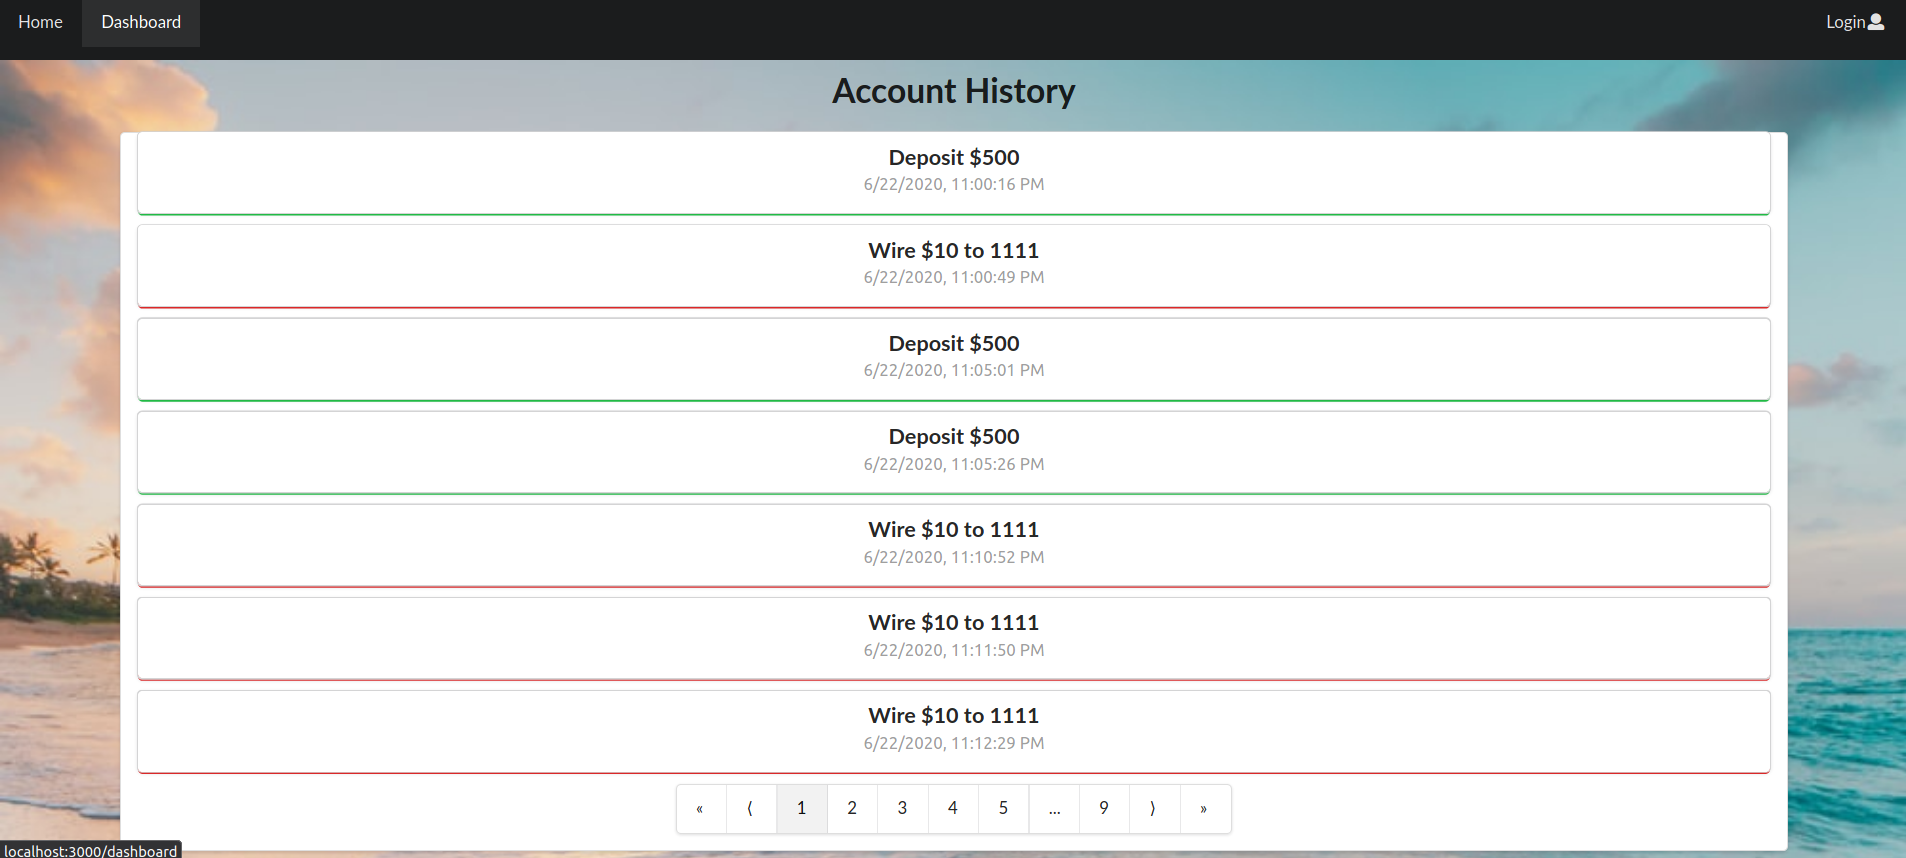 Home Dashboard Login
Account History
Deposit $500
6/22/2020, 11:00:16 PM
Wire $10 to 1111
6/22/2020, 11:00:49 PM
Deposit $500
6/22/2020, 11:05:01 PM
Deposit $500
6/22/2020, 11:05:26 PM
Wire $10 to 1111
6/22/2020, 11:10:52 PM
Wire $10 to 1111
6/22/2020, 11:11:50 PM
Wire $10 to 1111
6/22/2020, 11:12:29 PM
« ⟨ 1 2 3 4 5 ... 9 ⟩ »
localhost:3000/dashboard